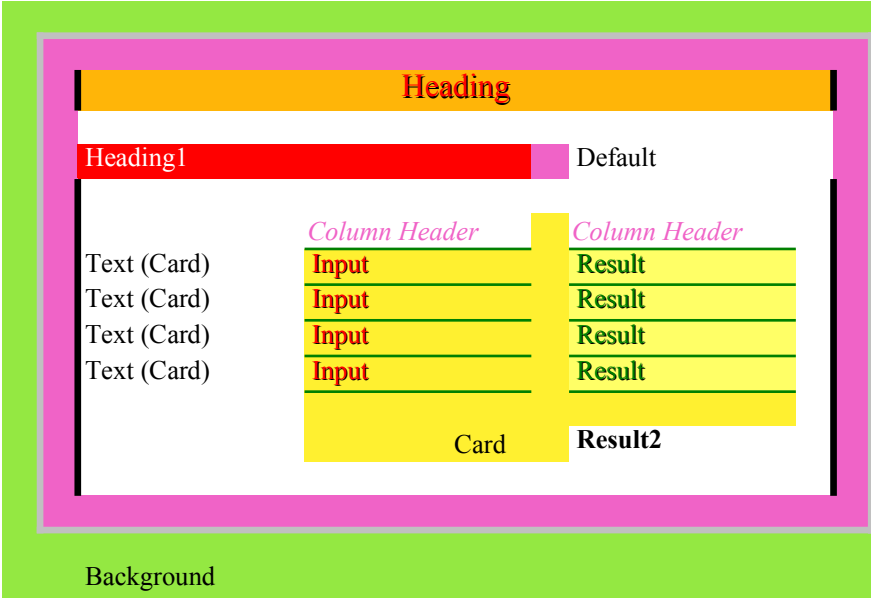 Heading
Heading1 Default
Column Header Column Header
Text (Card) Input Result
Text (Card) Input Result
Text (Card) Input Result
Text (Card) Input Result
Card Result2
Background